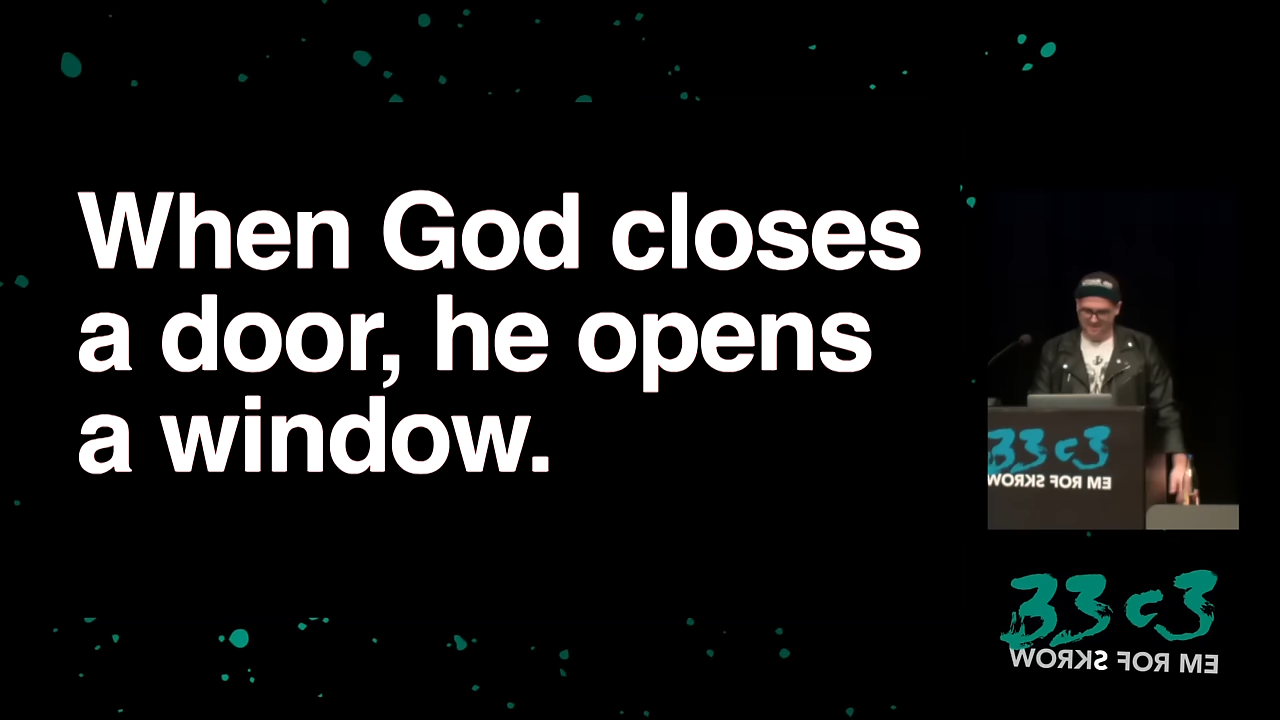 When God closes
a door, he opens
a window.
33c3
WORKS FOR ME
33c3
WORKS FOR ME